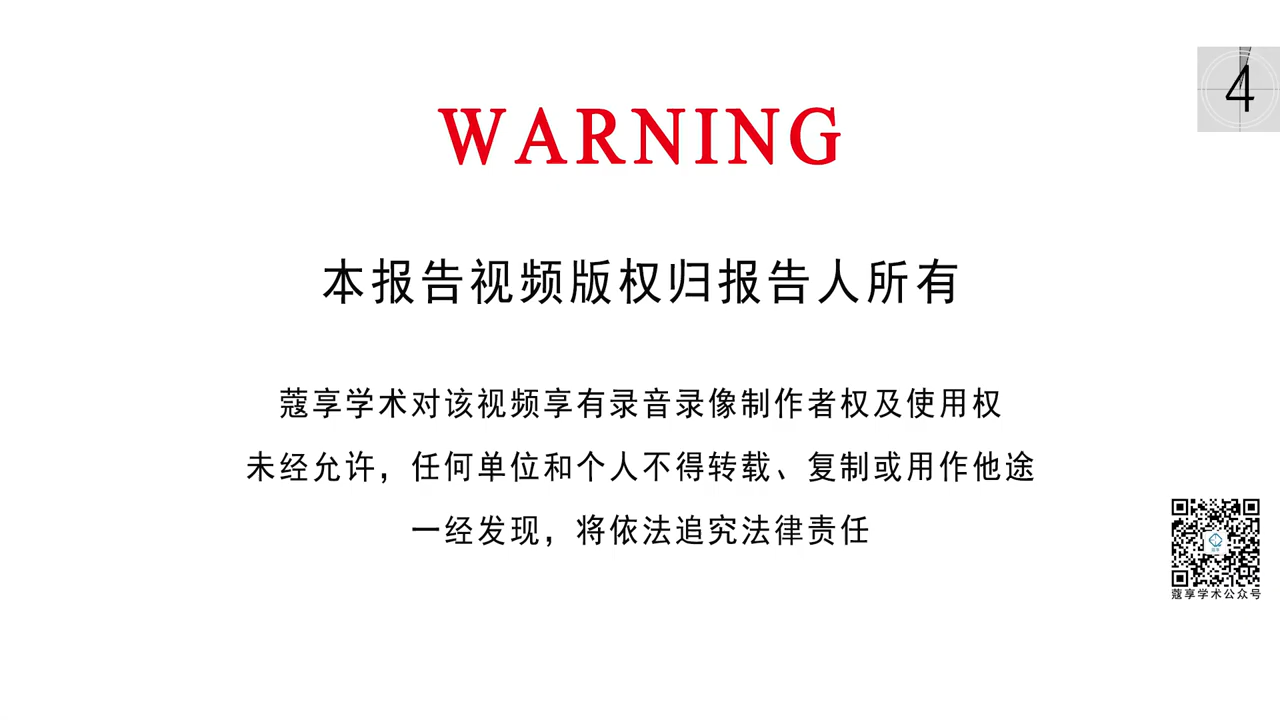 WARNING
4
本报告视频版权归报告人所有
蔻享学术对该视频享有录音录像制作者权及使用权
未经允许，任何单位和个人不得转载、复制或用作他途
一经发现，将依法追究法律责任
蔻享学术公众号